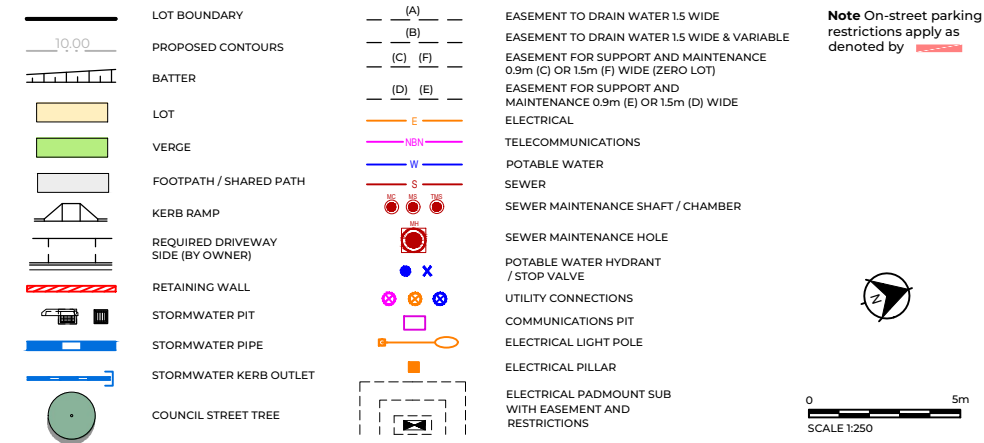 LOT BOUNDARY
10.00
PROPOSED CONTOURS
BATTER
LOT
VERGE
FOOTPATH / SHARED PATH
KERB RAMP
REQUIRED DRIVEWAY
SIDE (BY OWNER)
RETAINING WALL
STORMWATER PIT
STORMWATER PIPE
STORMWATER KERB OUTLET
COUNCIL STREET TREE
(A)
EASEMENT TO DRAIN WATER 1.5 WIDE
(B)
EASEMENT TO DRAIN WATER 1.5 WIDE & VARIABLE
(C) (F)
EASEMENT FOR SUPPORT AND MAINTENANCE
0.9m (C) OR 1.5m (F) WIDE (ZERO LOT)
(D) (E)
EASEMENT FOR SUPPORT AND
MAINTENANCE 0.9m (E) OR 1.5m (D) WIDE
E
ELECTRICAL
NBN
TELECOMMUNICATIONS
W
POTABLE WATER
S
SEWER
MC MS TMS
SEWER MAINTENANCE SHAFT / CHAMBER
MH
SEWER MAINTENANCE HOLE
POTABLE WATER HYDRANT
/ STOP VALVE
UTILITY CONNECTIONS
COMMUNICATIONS PIT
ELECTRICAL LIGHT POLE
ELECTRICAL PILLAR
ELECTRICAL PADMOUNT SUB
WITH EASEMENT AND
RESTRICTIONS
Note On-street parking
restrictions apply as
denoted by
N
0 5m
SCALE 1:250